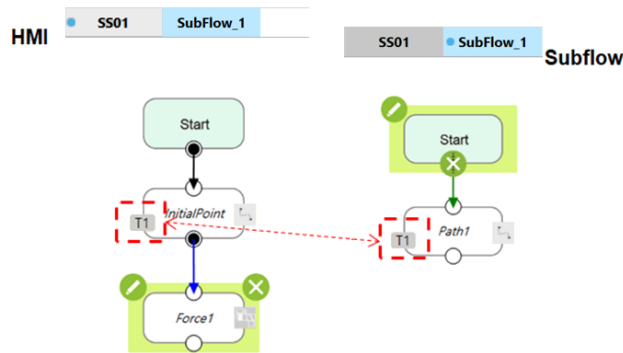 HMI
SS01 SubFlow_1
SS01 SubFlow_1
Subflow
Start
InitialPoint
T1
Force1
Start
Path1
T1